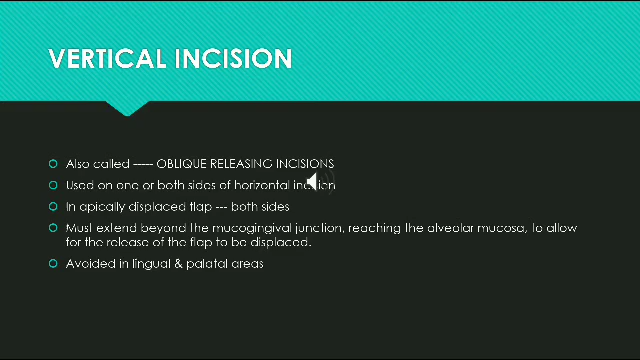 VERTICAL INCISION
Also called ----- OBLIQUE RELEASING INCISIONS
Used on one or both sides of horizontal incision
In apically displaced flap --- both sides
Must extend beyond the mucogingival junction, reaching the alveolar mucosa, to allow
for the release of the flap to be displaced.
Avoided in lingual & palatal areas